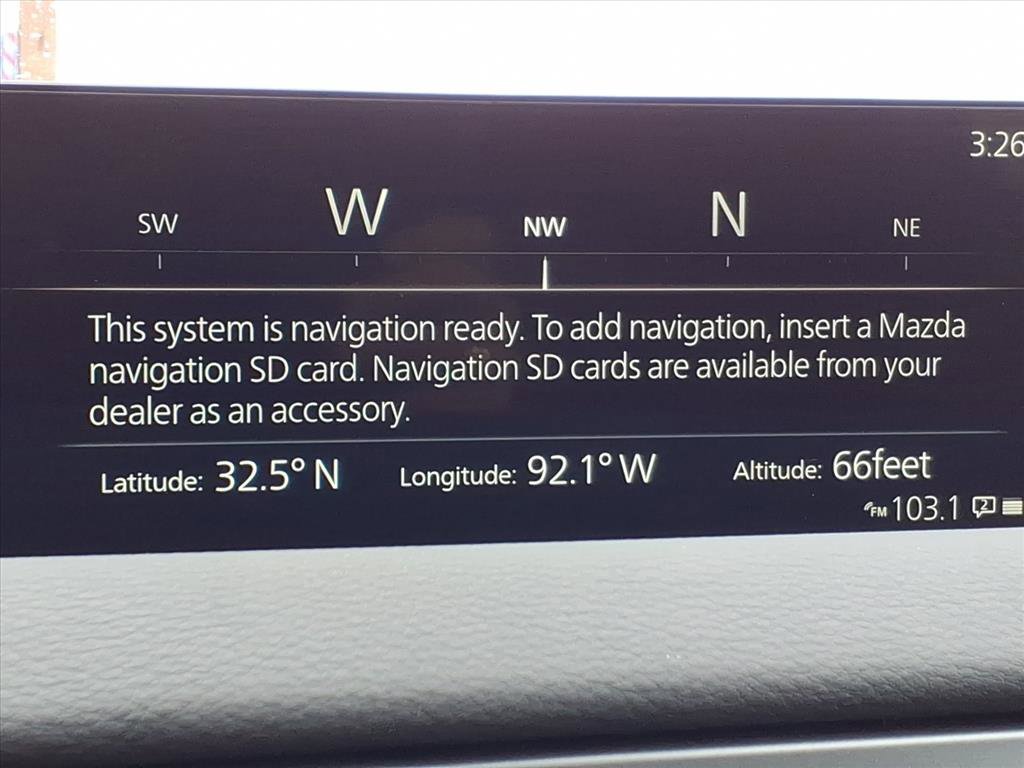 3:26
SW W NW N NE
This system is navigation ready. To add navigation, insert a Mazda
navigation SD card. Navigation SD cards are available from your
dealer as an accessory.
Latitude: 32.5° N Longitude: 92.1° W Altitude: 66feet
FM 103.1 2